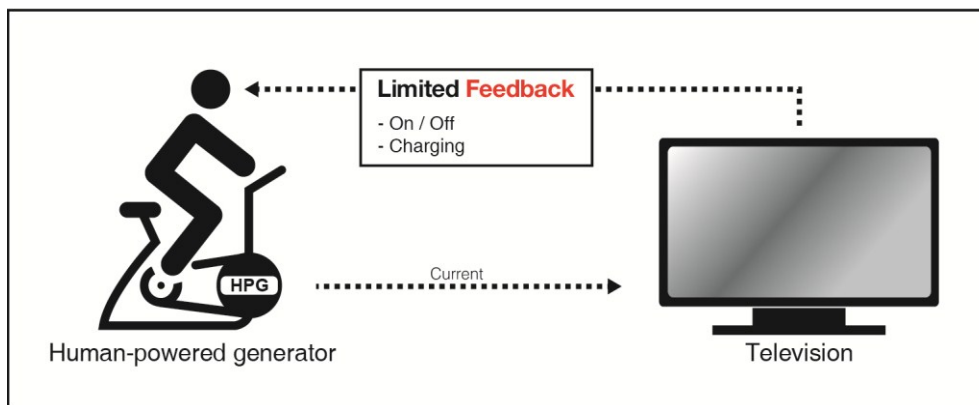 Limited Feedback
- On / Off
- Charging
HPG
Current
Human-powered generator
Television